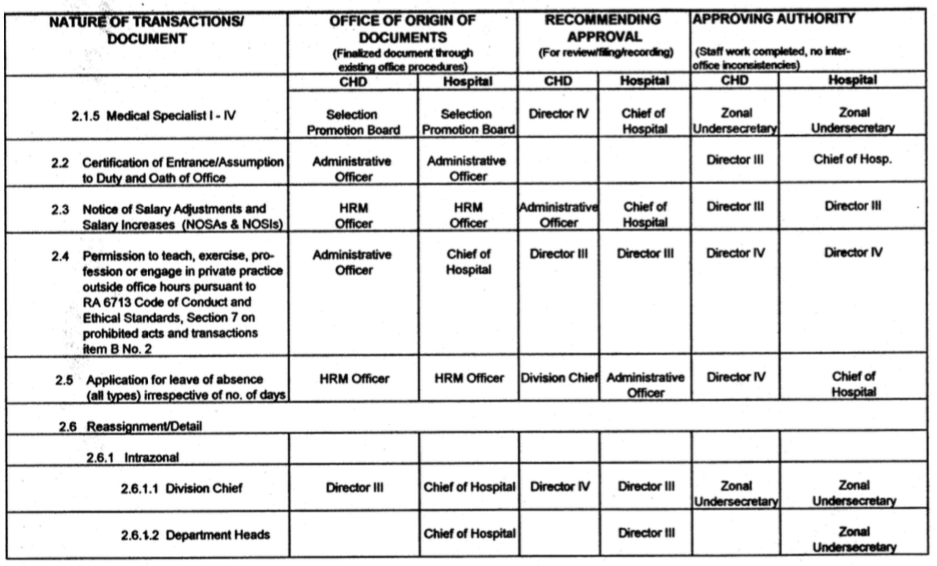 NATURE OF TRANSACTIONS/ DOCUMENT
OFFICE OF ORIGIN OF DOCUMENTS
(Finalized document through existing office procedures)
RECOMMENDING APPROVAL
(For review/filing/recording)
APPROVING AUTHORITY
(Staff work completed, no inter-office inconsistencies)
CHD Hospital CHD Hospital CHD Hospital
2.1.5 Medical Specialist I - IV Selection Selection Director IV Chief of Zonal Zonal
Promotion Board Promotion Board Hospital Undersecretary Undersecretary
2.2 Certification of Entrance/Assumption Administrative Administrative Director III Chief of Hosp.
to Duty and Oath of Office Officer Officer
2.3 Notice of Salary Adjustments and HRM HRM Administrative Chief of Director III Director III
Salary Increases (NOSAs & NOSIs) Officer Officer Officer Hospital
2.4 Permission to teach, exercise, pro- Administrative Chief of Director III Director III Director IV Director IV
fession or engage in private practice Officer Hospital
outside office hours pursuant to
RA 6713 Code of Conduct and
Ethical Standards, Section 7 on
prohibited acts and transactions
item B No. 2
2.5 Application for leave of absence HRM Officer HRM Officer Division Chief Administrative Director IV Chief of
(all types) irrespective of no. of days Officer Hospital
2.6 Reassignment/Detail
2.6.1 Intrazonal
2.6.1.1 Division Chief Director III Chief of Hospital Director IV Director III Zonal Zonal
Undersecretary Undersecretary
2.6.1.2 Department Heads Chief of Hospital Director III Zonal
Undersecretary